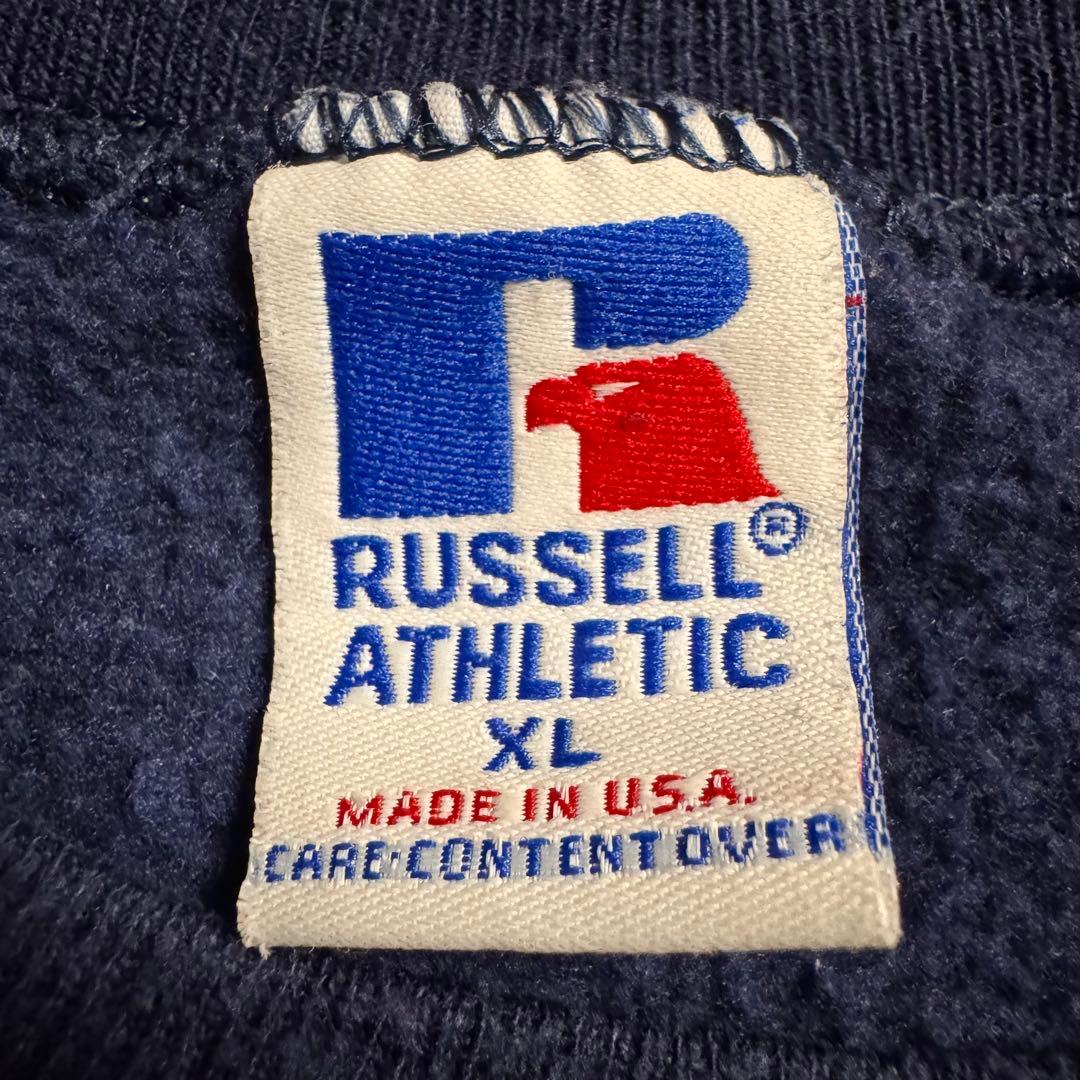 RUSSELL®
ATHLETIC
XL
MADE IN U.S.A.
CARE·CONTENT OVER